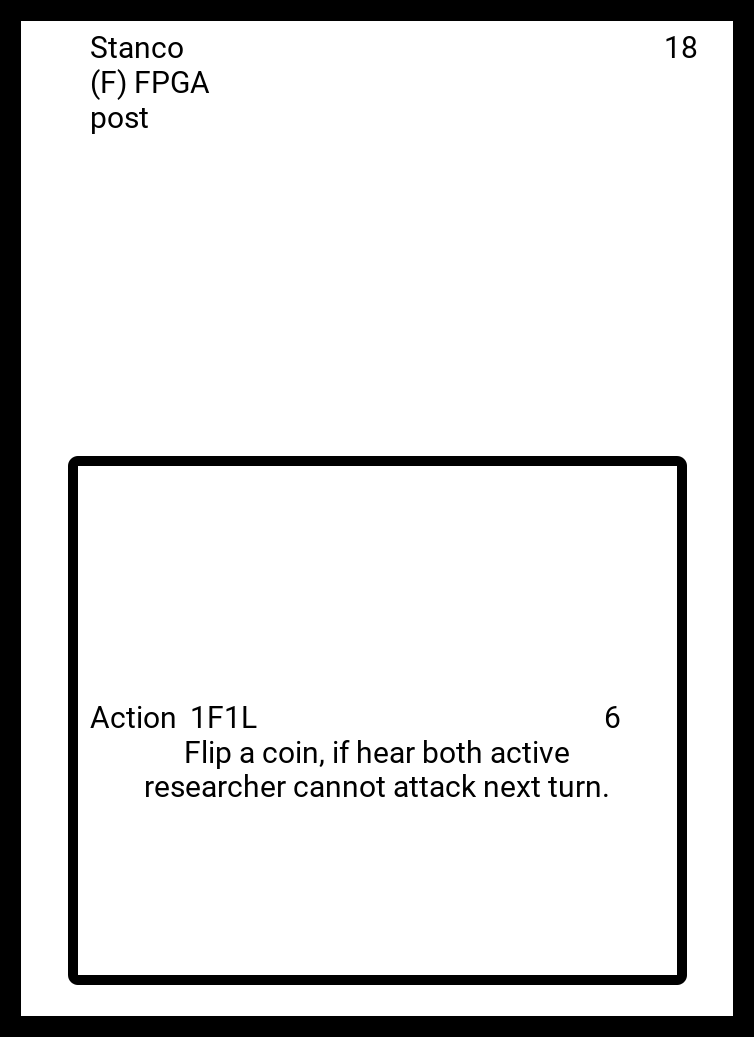 Stanco 18
(F) FPGA
post
Action 1F1L 6
Flip a coin, if hear both active
researcher cannot attack next turn.